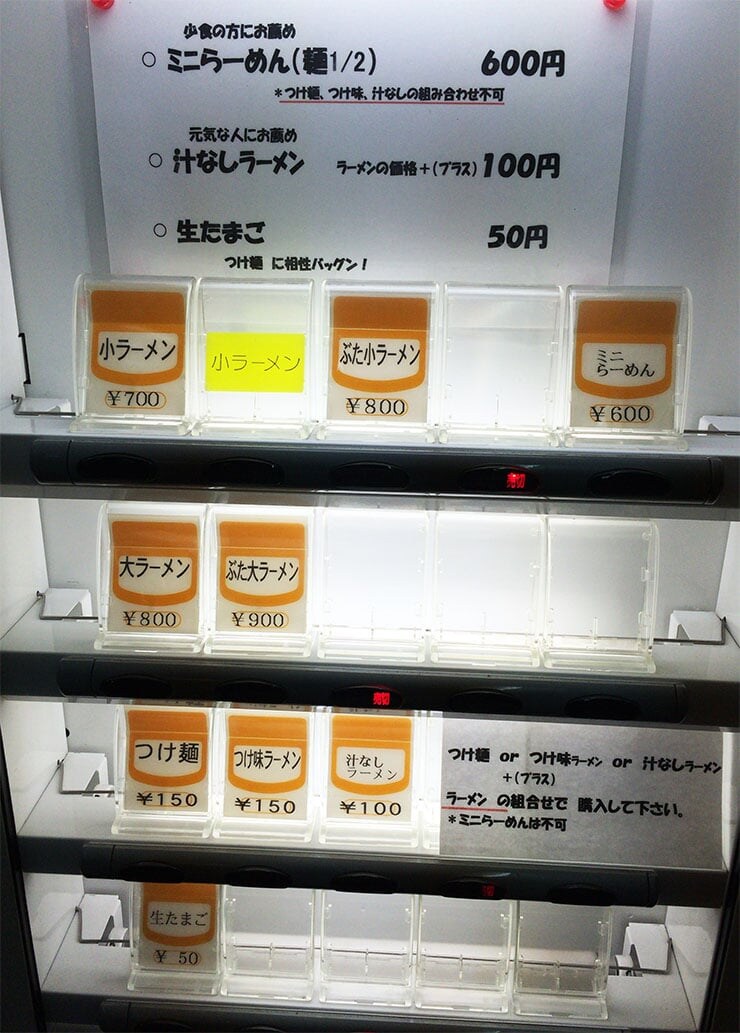 少食の方にお薦め
○ ミニらーめん(麺1/2) 600円
*つけ麺、つけ味、汁なしの組み合わせ不可
元気な人にお薦め
○ 汁なしラーメン ラーメンの価格+(プラス)100円
○ 生たまご 50円
つけ麺 に相性バッグン!
小ラーメン
¥700
小ラーメン
ぶた小ラーメン
¥800
ミニ
らーめん
¥600
売切
大ラーメン
¥800
ぶた大ラーメン
¥900
売切
つけ麺
¥150
つけ味ラーメン
¥150
汁なし
ラーメン
¥100
つけ麺 or つけ味ラーメン or 汁なしラーメン
+(プラス)
ラーメン の組合せで 購入して下さい。
*ミニらーめんは不可
生たまご
¥ 50